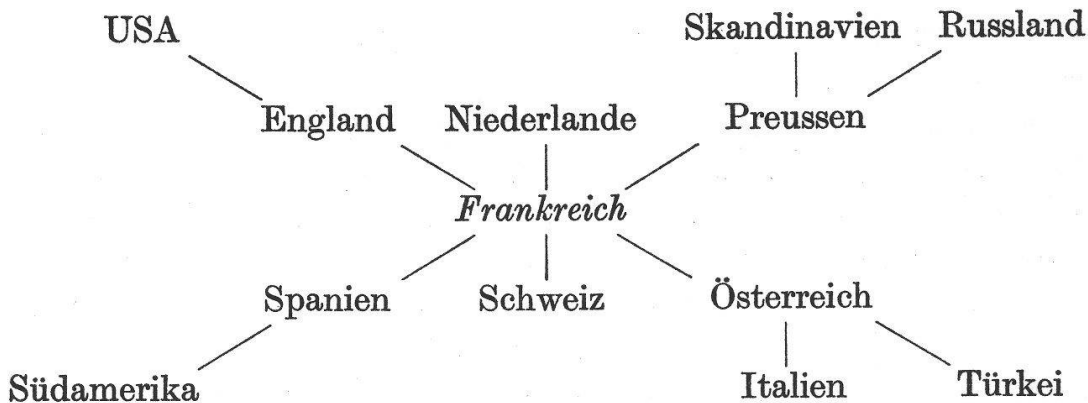 USA Skandinavien Russland
England Niederlande Preussen
Frankreich
Spanien Schweiz Österreich
Südamerika Italien Türkei